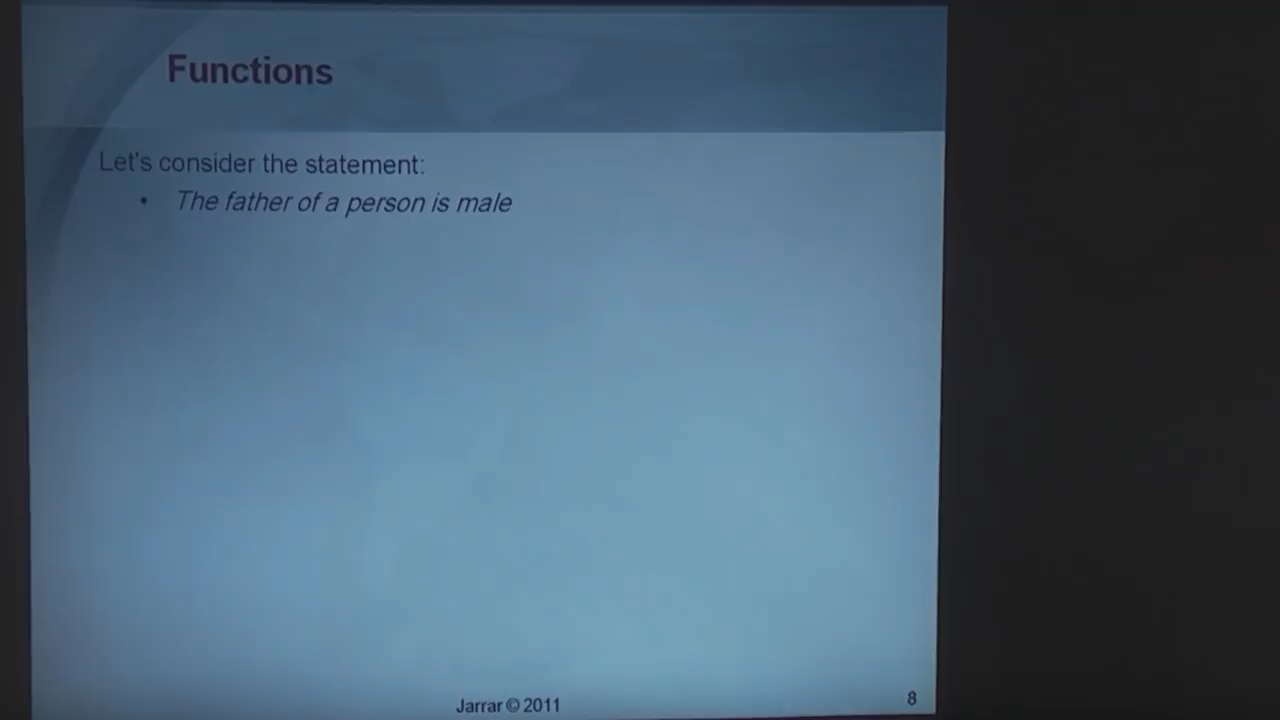 Functions
Let's consider the statement:
• The father of a person is male
Jarrar © 2011
8